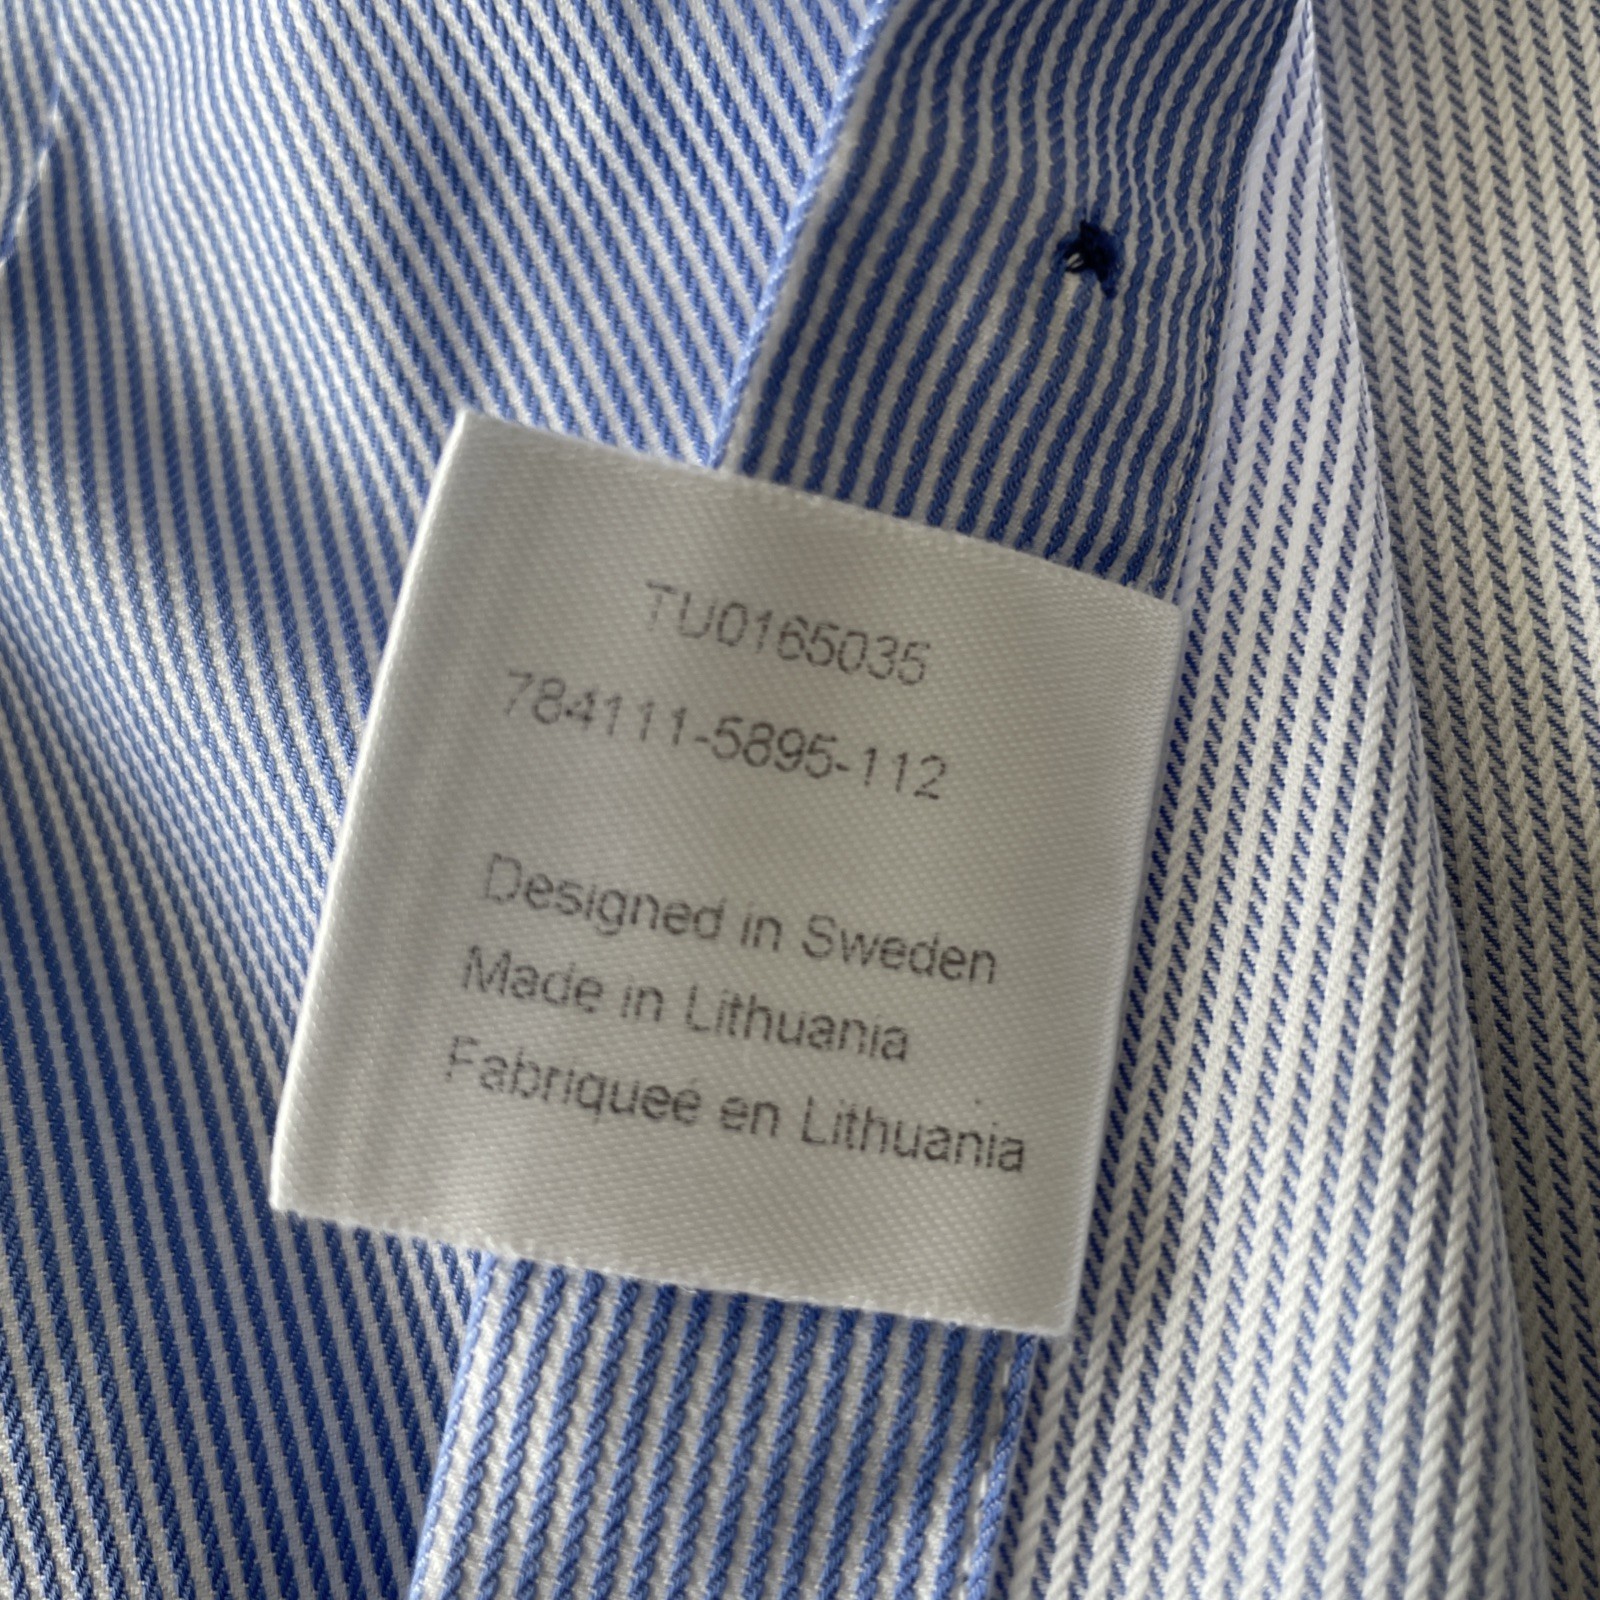 TU0165035
784111-5895-112
Designed in Sweden
Made in Lithuania
Fabriqueé en Lithuania